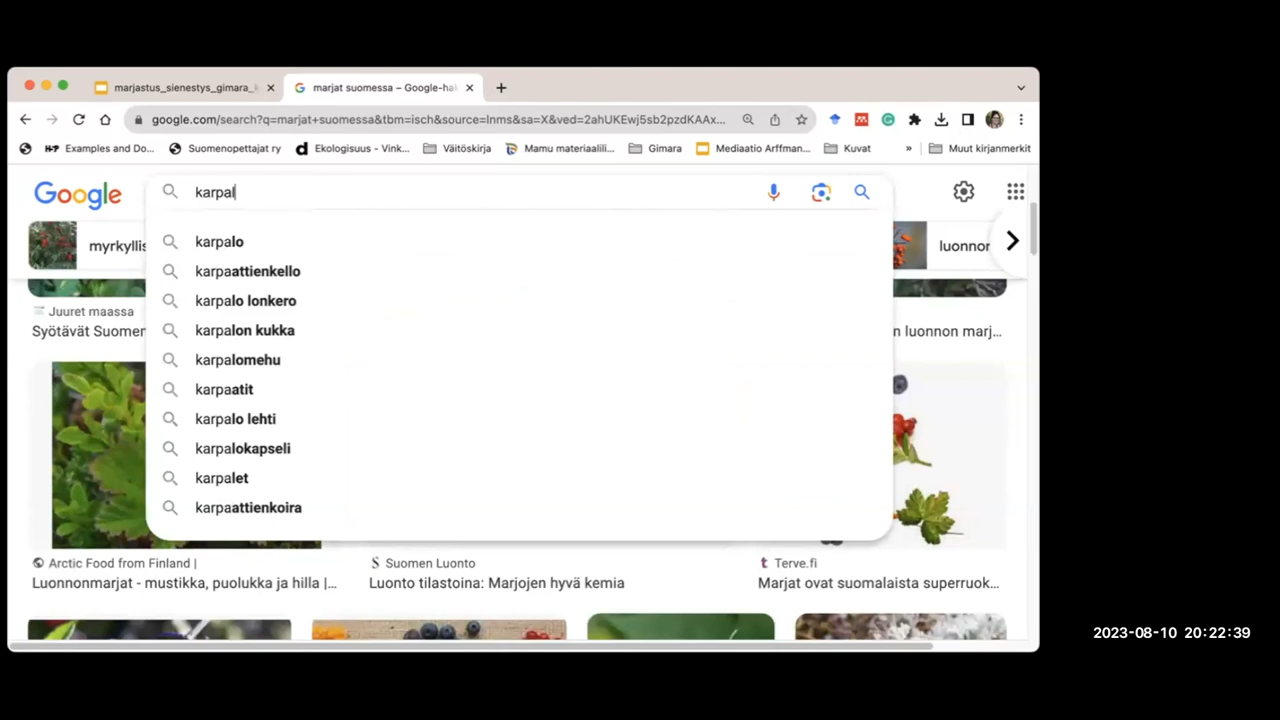 marjastus_sienestys_gimara_
marjat suomessa – Google-hak
google.com/search?q=marjat+suomessa&tbm=isch&source=lnms&sa=X&ved=2ahUKEwj5sb2pzdKAAx...
Examples and Do...
Suomenopettajat ry
Ekologisuus - Vink...
Väitöskirja
Mamu materiaalil...
Gimara
Mediaatio Arffman...
Kuvat
»
Muut kirjanmerkit
Google
karpal
myrkyllis
luonnon
karpalo
karpaattienkello
karpalo lonkero
karpalon kukka
karpalomehu
karpaatit
karpalo lehti
karpalokapseli
karpalet
karpaattienkoira
Juuret maassa
Syötävät Suomen
n luonnon marj...
Arctic Food from Finland |
Luonnonmarjat - mustikka, puolukka ja hilla |...
Suomen Luonto
Luonto tilastoina: Marjojen hyvä kemia
Terve.fi
Marjat ovat suomalaista superruok...
2023-08-10 20:22:39